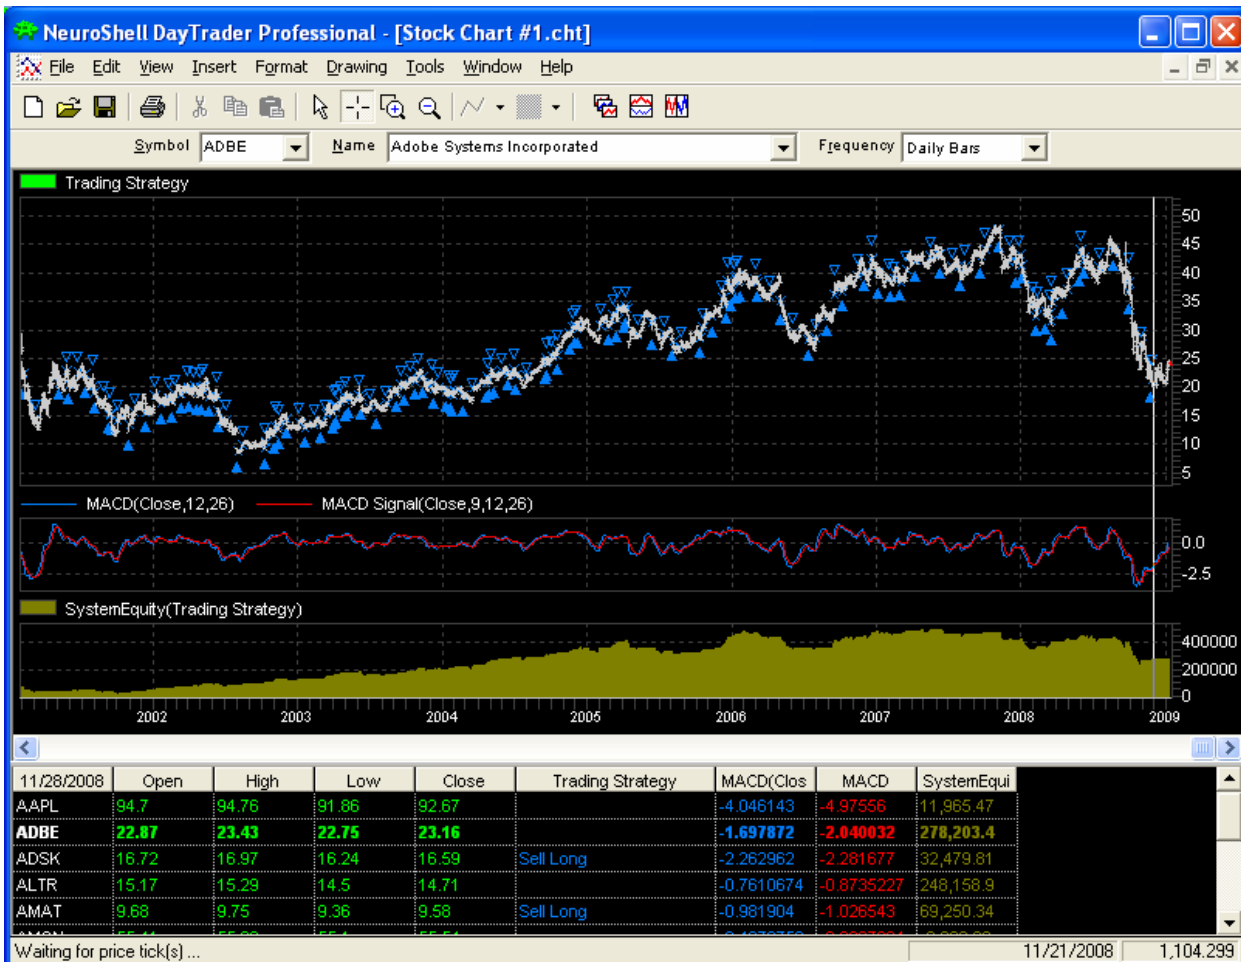 NeuroShell DayTrader Professional - [Stock Chart #1.cht]
File Edit View Insert Format Drawing Tools Window Help
Symbol ADBE Name Adobe Systems Incorporated Frequency Daily Bars
Trading Strategy
50
45
40
35
30
25
20
15
10
5
MACD(Close,12,26) MACD Signal(Close,9,12,26)
0.0
-2.5
SystemEquity(Trading Strategy)
400000
200000
0
2002 2003 2004 2005 2006 2007 2008 2009
11/28/2008 Open High Low Close Trading Strategy MACD(Clos MACD SystemEqui
AAPL 94.7 94.76 91.86 92.67 -4.046143 -4.97556 11,965.47
ADBE 22.87 23.43 22.75 23.16 -1.697872 -2.040032 278,203.4
ADSK 16.72 16.97 16.24 16.59 Sell Long -2.262962 -2.281677 32,479.81
ALTR 15.17 15.29 14.5 14.71 -0.7610674 -0.8735227 248,158.9
AMAT 9.68 9.75 9.36 9.58 Sell Long -0.981904 -1.026543 69,250.34
Waiting for price tick(s) ... 11/21/2008 1,104.299